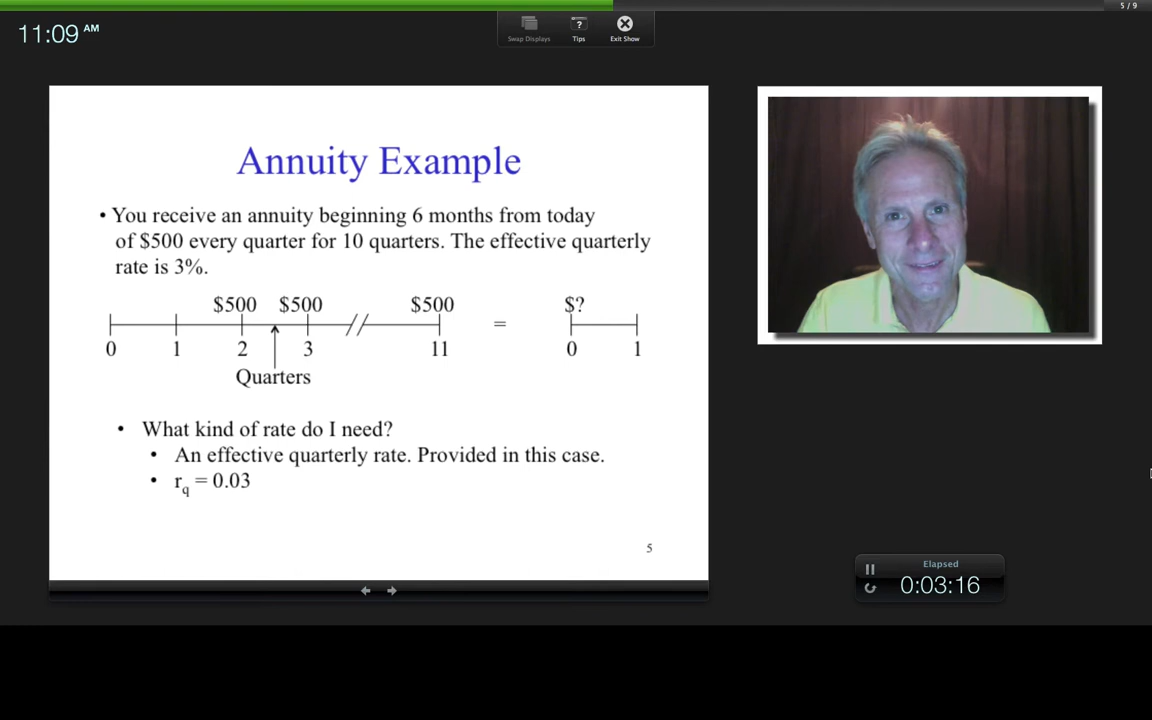 5 / 9
11:09 AM
Swap Displays
?
Tips
Exit Show
Annuity Example
• You receive an annuity beginning 6 months from today
of $500 every quarter for 10 quarters. The effective quarterly
rate is 3%.
$500 $500 $500 $?
=
0 1 2 3 11 0 1
Quarters
• What kind of rate do I need?
• An effective quarterly rate. Provided in this case.
• rq = 0.03
5
Elapsed
0:03:16